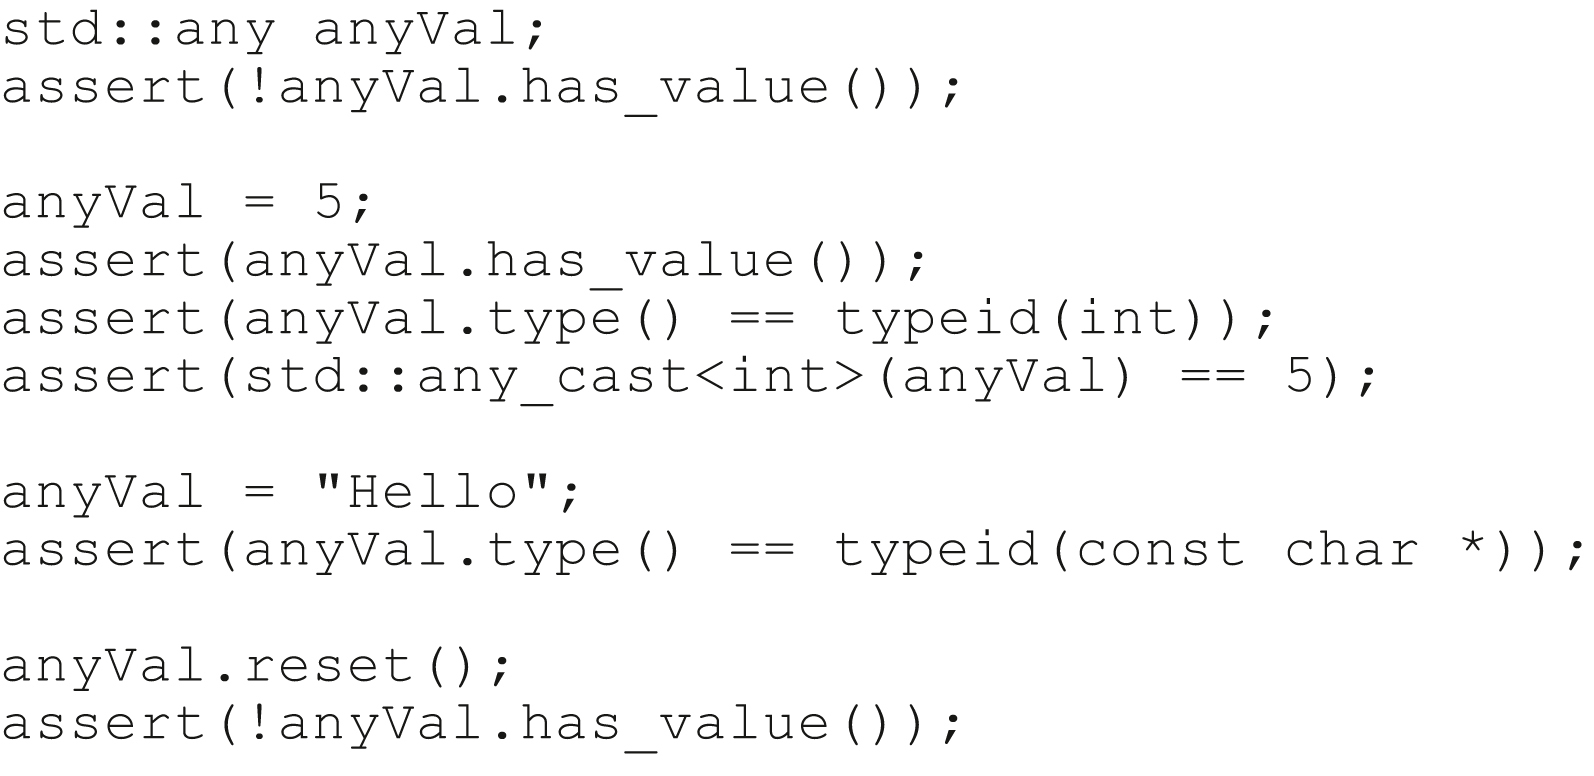 std::any anyVal;
assert(!anyVal.has_value());

anyVal = 5;
assert(anyVal.has_value());
assert(anyVal.type() == typeid(int));
assert(std::any_cast<int>(anyVal) == 5);

anyVal = "Hello";
assert(anyVal.type() == typeid(const char *));

anyVal.reset();
assert(!anyVal.has_value());